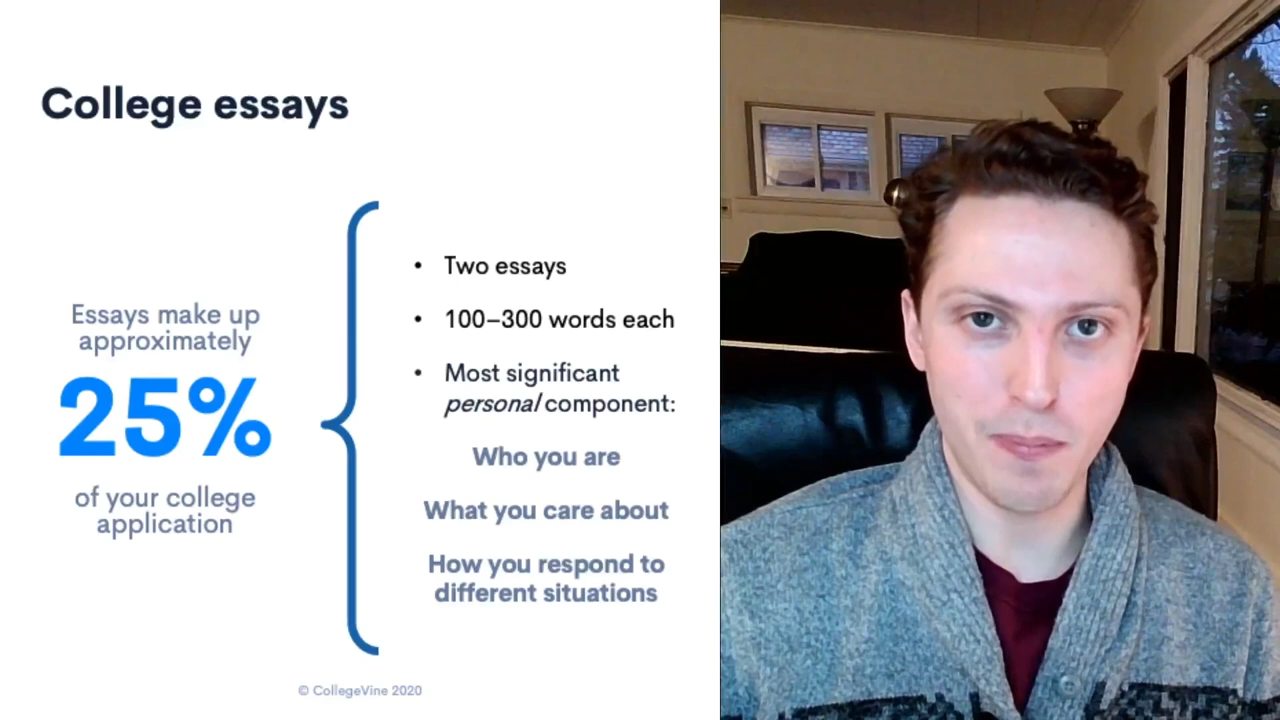 College essays
Essays make up
approximately
25%
of your college
application
• Two essays
• 100–300 words each
• Most significant
personal component:
Who you are
What you care about
How you respond to
different situations
© CollegeVine 2020